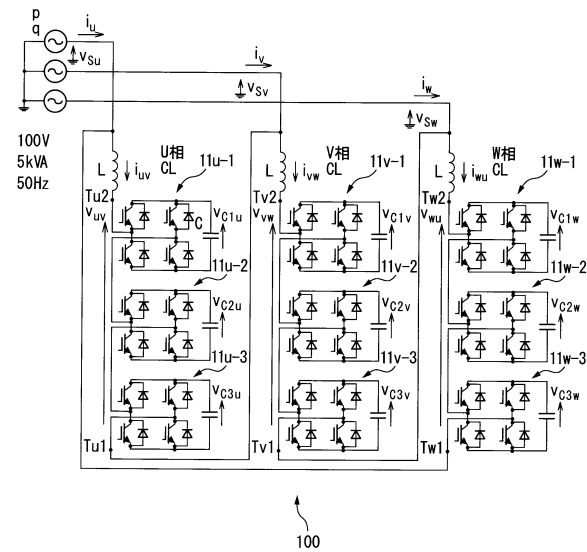 p
q
i_u
v_Su
i_v
v_Sv
i_w
v_Sw
100V
5kVA
50Hz
U相
CL
11u-1
L
i_uv
Tu2
V_uv
C
v_C1u
11u-2
v_C2u
11u-3
v_C3u
Tu1
V相
CL
11v-1
L
i_vw
Tv2
V_vw
v_C1v
11v-2
v_C2v
11v-3
v_C3v
Tv1
W相
CL
11w-1
L
i_wu
Tw2
V_wu
v_C1w
11w-2
v_C2w
11w-3
v_C3w
Tw1
100